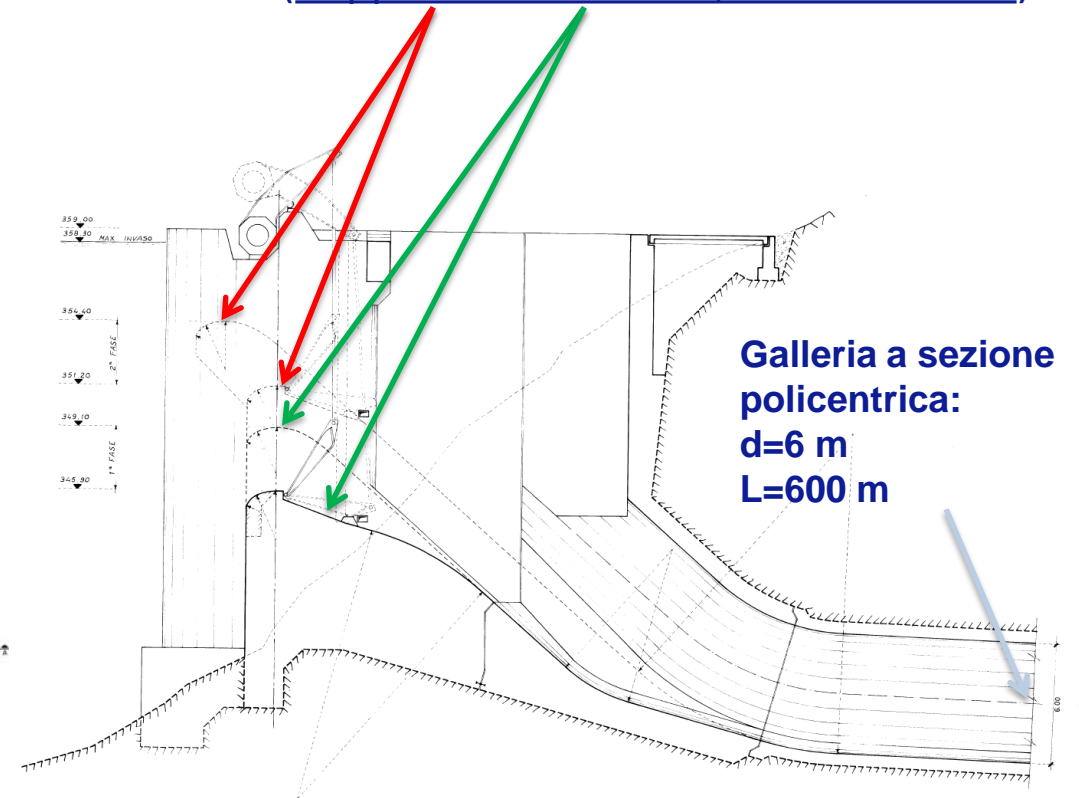 359.00
358.30 MAX INVASO
354.40
2ª FASE
351.20
349.10
1ª FASE
345.90
Galleria a sezione
policentrica:
d=6 m
L=600 m
6.00